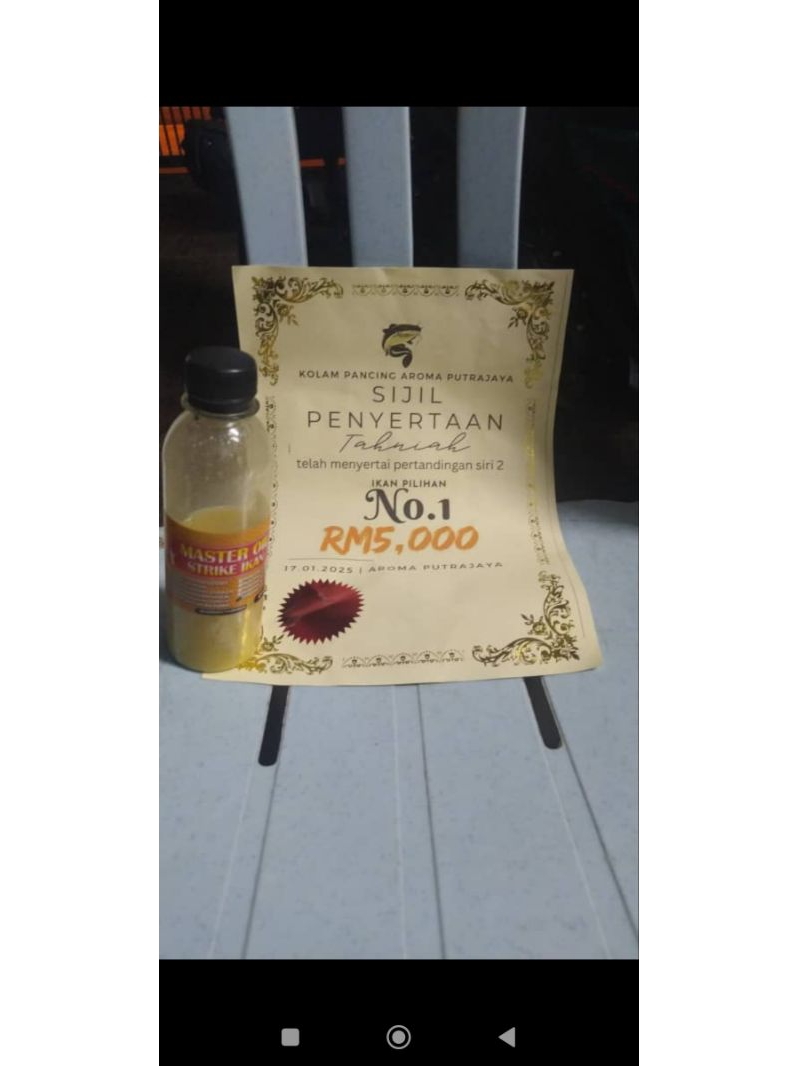 KOLAM PANCING AROMA PUTRAJAYA
SIJIL
PENYERTAAN
Tahniah
telah menyertai pertandingan siri 2
IKAN PILIHAN
No.1
RM5,000
17.01.2025 | AROMA PUTRAJAYA
MASTER
STRIKE IKAN